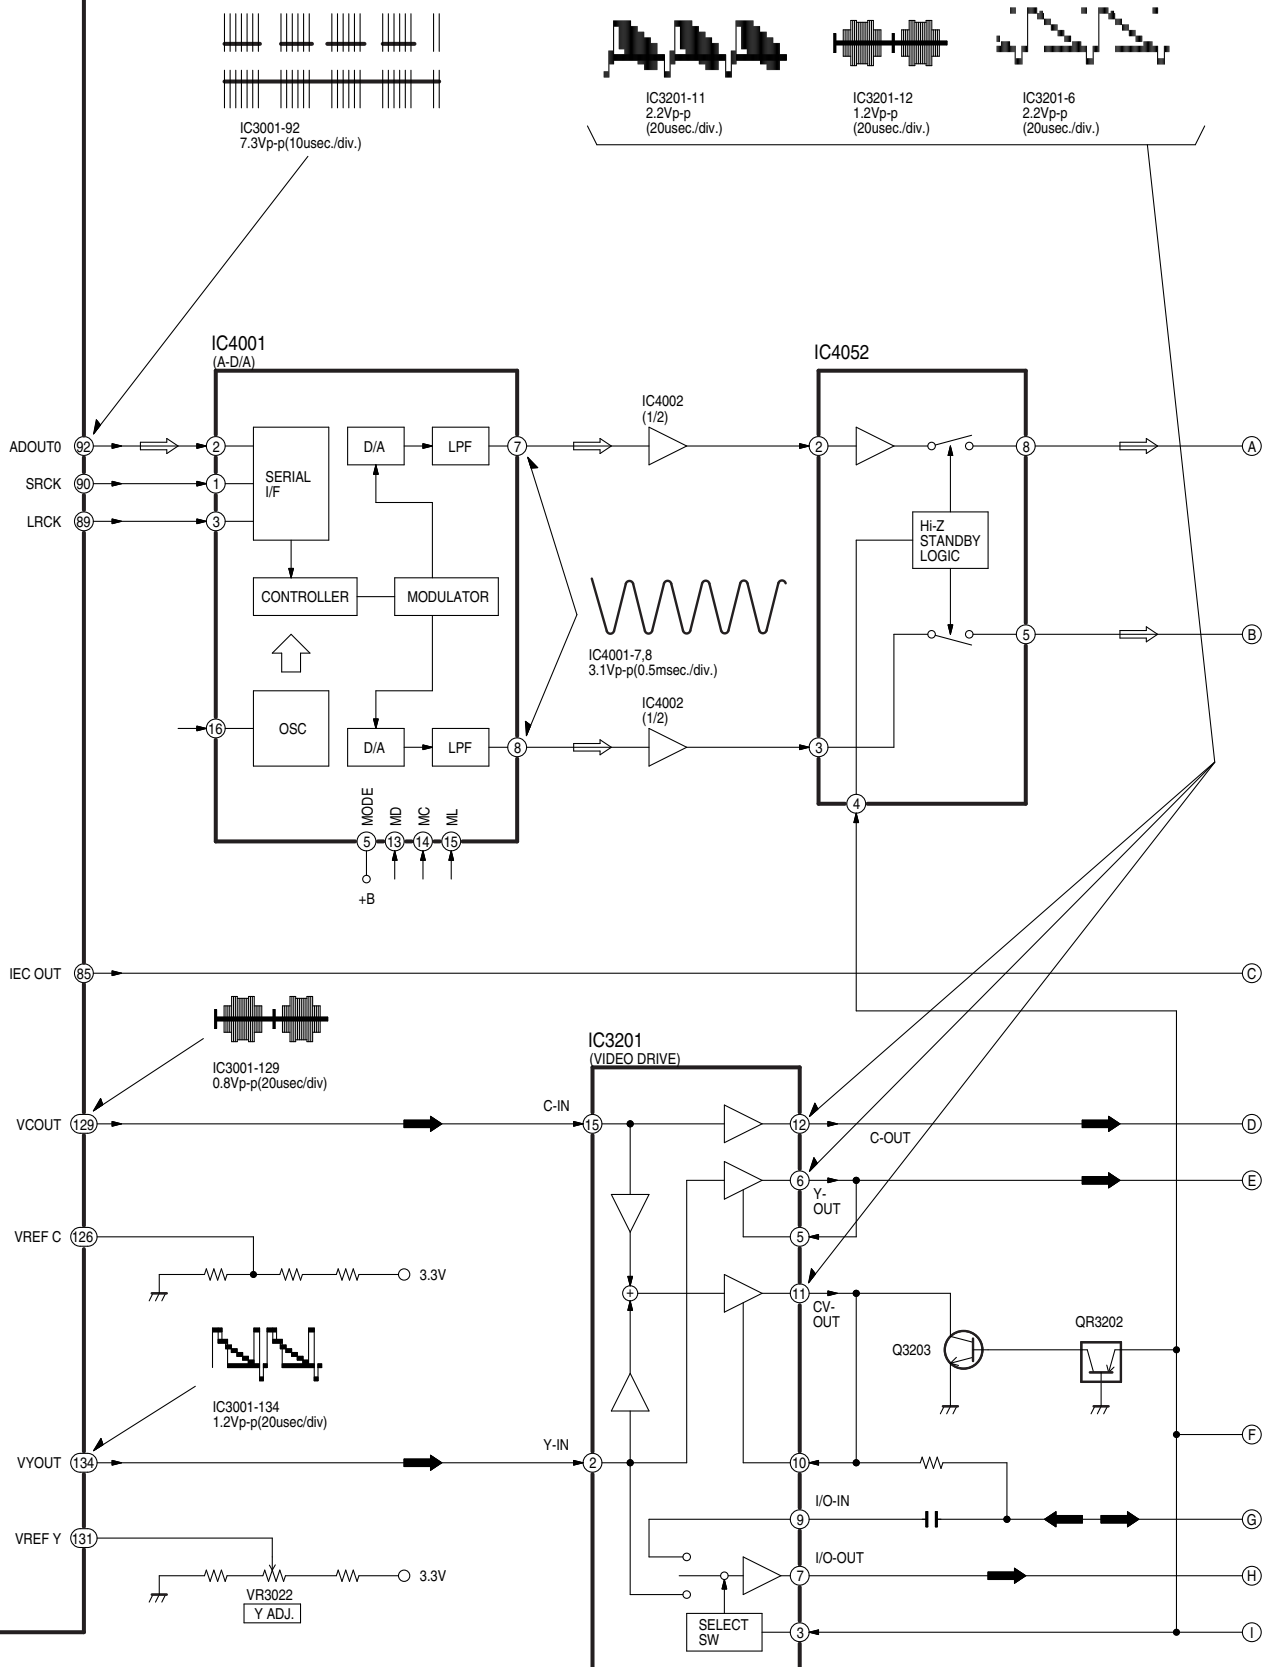 IC3001-92
7.3Vp-p(10usec./div.)
IC3201-11
2.2Vp-p
(20usec./div.)
IC3201-12
1.2Vp-p
(20usec./div.)
IC3201-6
2.2Vp-p
(20usec./div.)
IC4001
(A-D/A)
IC4052
IC4002
(1/2)
ADOUT0
92
2
SERIAL
I/F
D/A
LPF
7
2
8
A
SRCK
90
1
LRCK
89
3
Hi-Z
STANDBY
LOGIC
CONTROLLER
MODULATOR
IC4001-7,8
3.1Vp-p(0.5msec./div.)
5
B
IC4002
(1/2)
16
OSC
D/A
LPF
8
3
4
MODE
MD
MC
ML
5
13
14
15
+B
IEC OUT
85
C
IC3001-129
0.8Vp-p(20usec/div)
IC3201
(VIDEO DRIVE)
VCOUT
129
C-IN
15
12
C-OUT
D
6
Y-
OUT
E
VREF C
126
5
3.3V
+
11
CV-
OUT
Q3203
QR3202
IC3001-134
1.2Vp-p(20usec/div)
F
VYOUT
134
Y-IN
2
10
I/O-IN
9
G
VREF Y
131
I/O-OUT
7
H
3.3V
VR3022
Y ADJ.
SELECT
SW
3
I